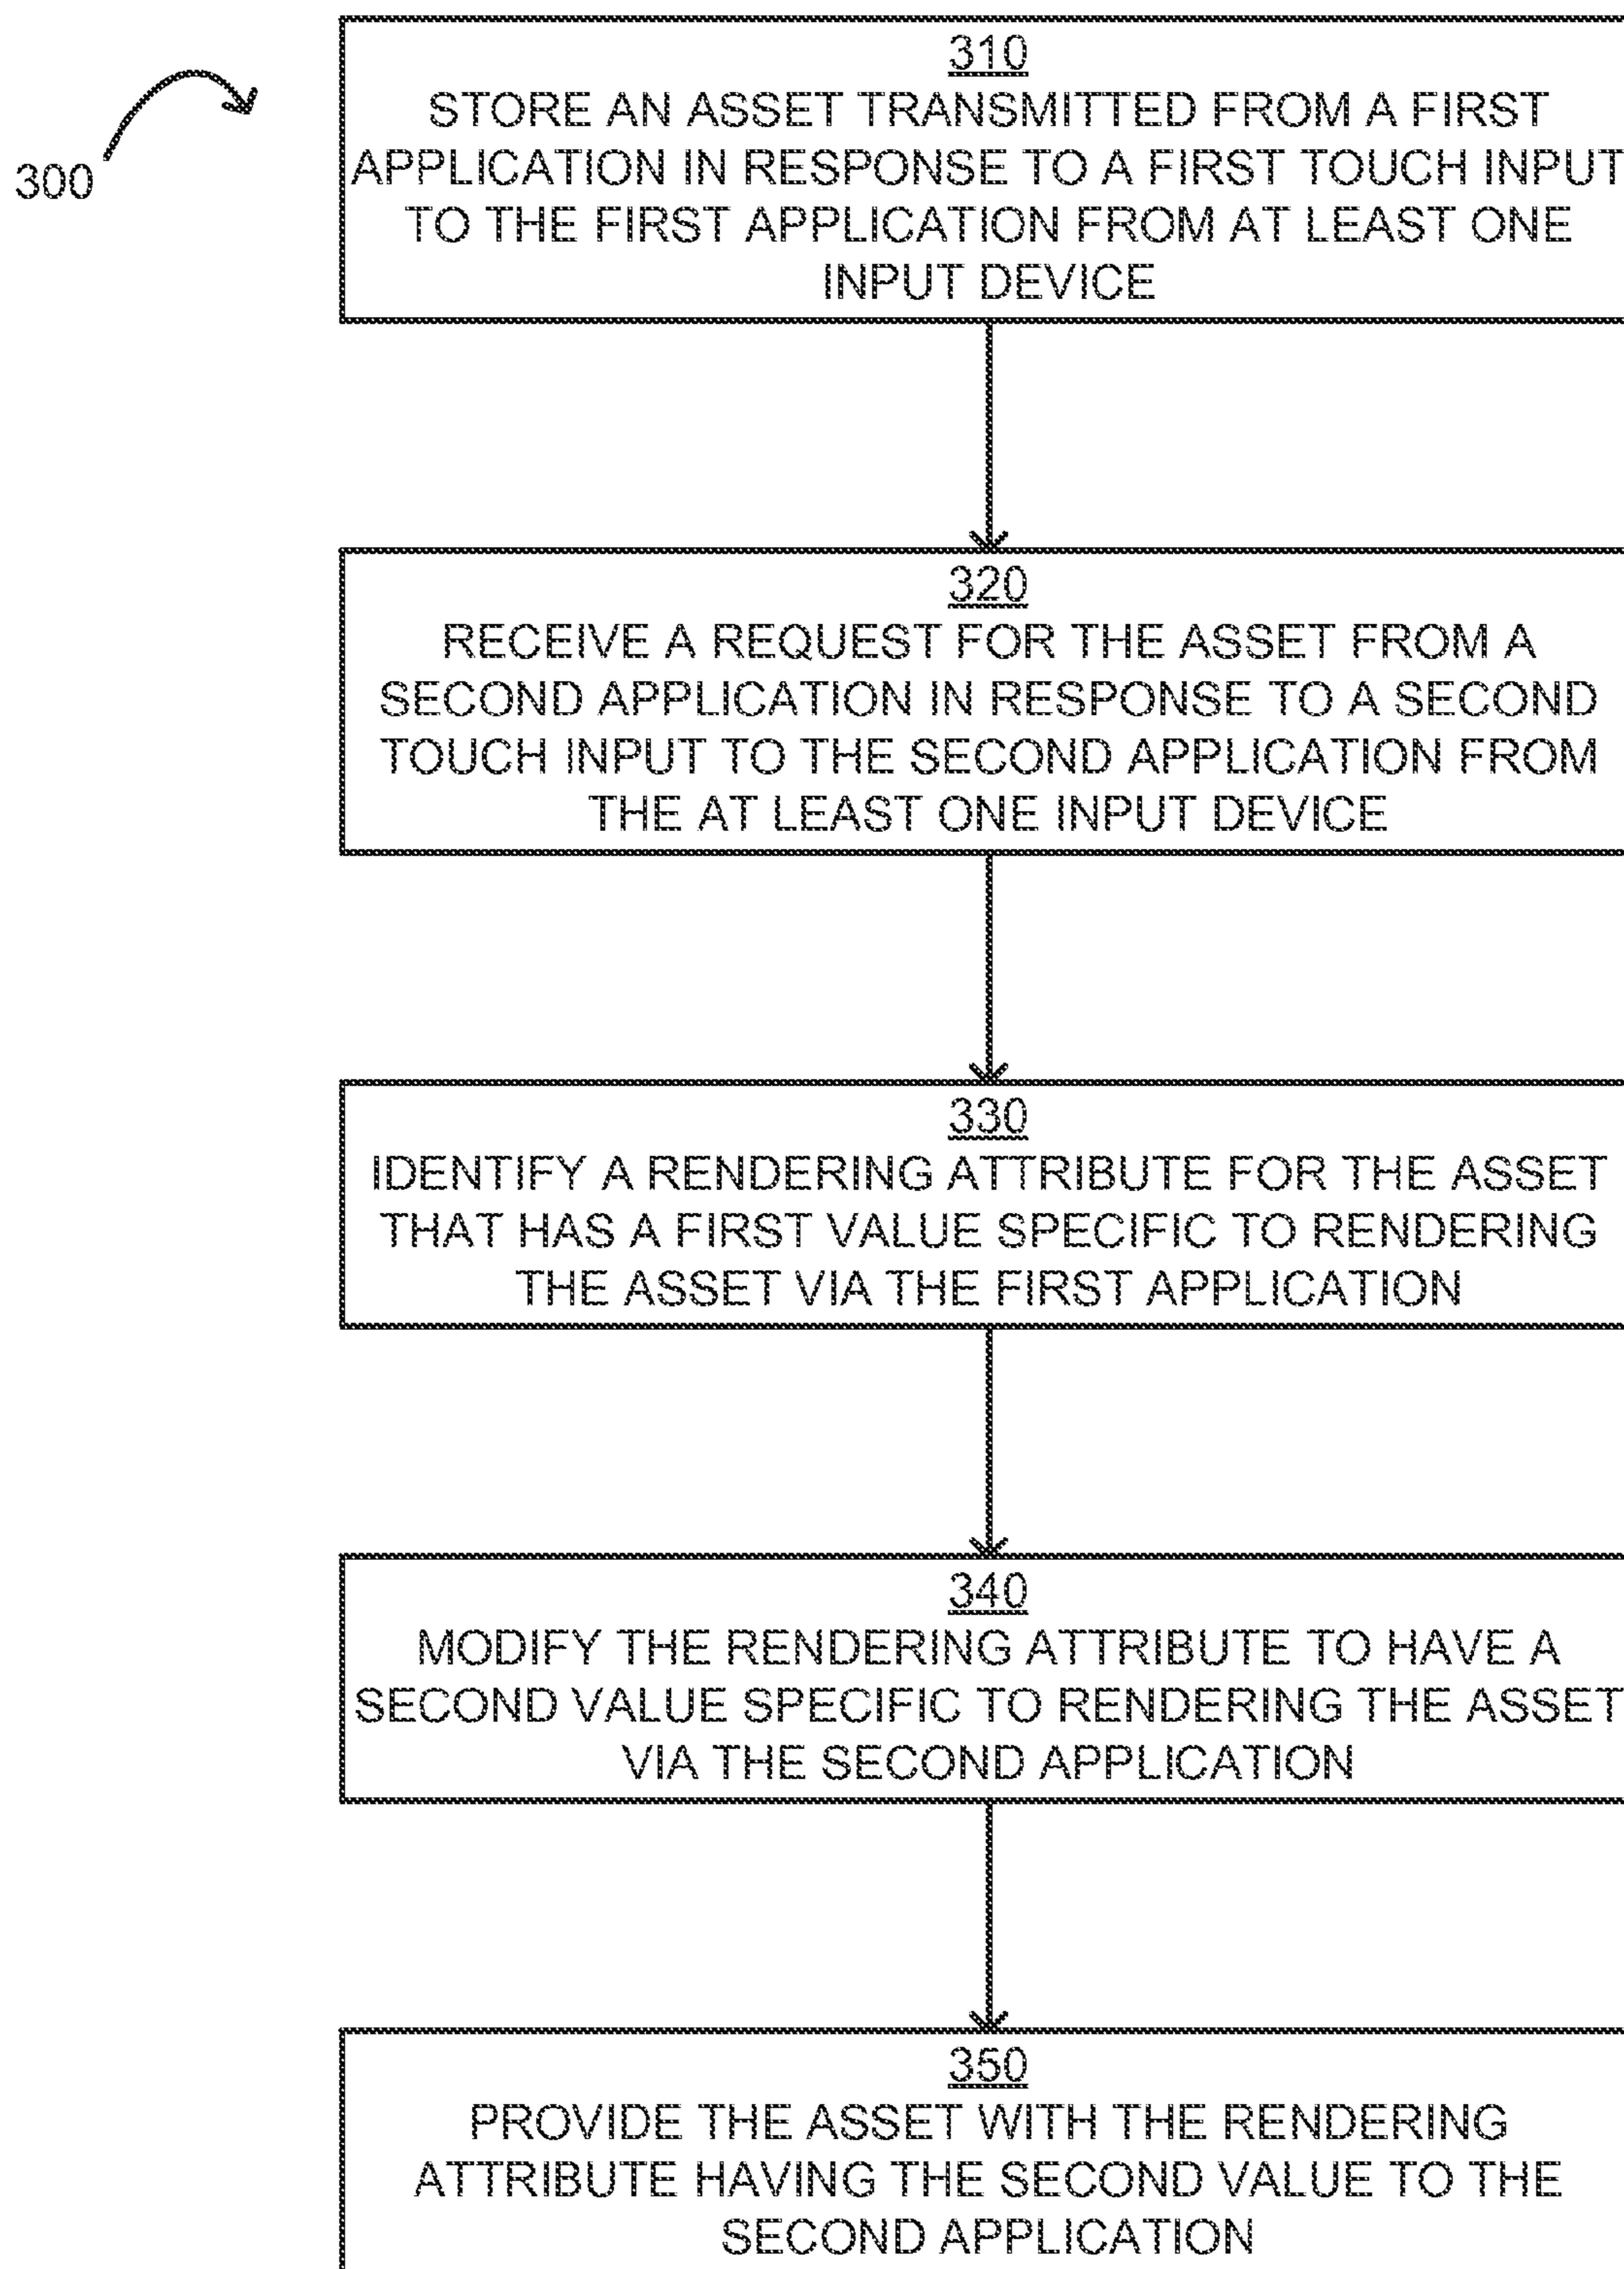 310
STORE AN ASSET TRANSMITTED FROM A FIRST
APPLICATION IN RESPONSE TO A FIRST TOUCH INPUT
TO THE FIRST APPLICATION FROM AT LEAST ONE
INPUT DEVICE
300
320
RECEIVE A REQUEST FOR THE ASSET FROM A
SECOND APPLICATION IN RESPONSE TO A SECOND
TOUCH INPUT TO THE SECOND APPLICATION FROM
THE AT LEAST ONE INPUT DEVICE
330
IDENTIFY A RENDERING ATTRIBUTE FOR THE ASSET
THAT HAS A FIRST VALUE SPECIFIC TO RENDERING
THE ASSET VIA THE FIRST APPLICATION
340
MODIFY THE RENDERING ATTRIBUTE TO HAVE A
SECOND VALUE SPECIFIC TO RENDERING THE ASSET
VIA THE SECOND APPLICATION
350
PROVIDE THE ASSET WITH THE RENDERING
ATTRIBUTE HAVING THE SECOND VALUE TO THE
SECOND APPLICATION